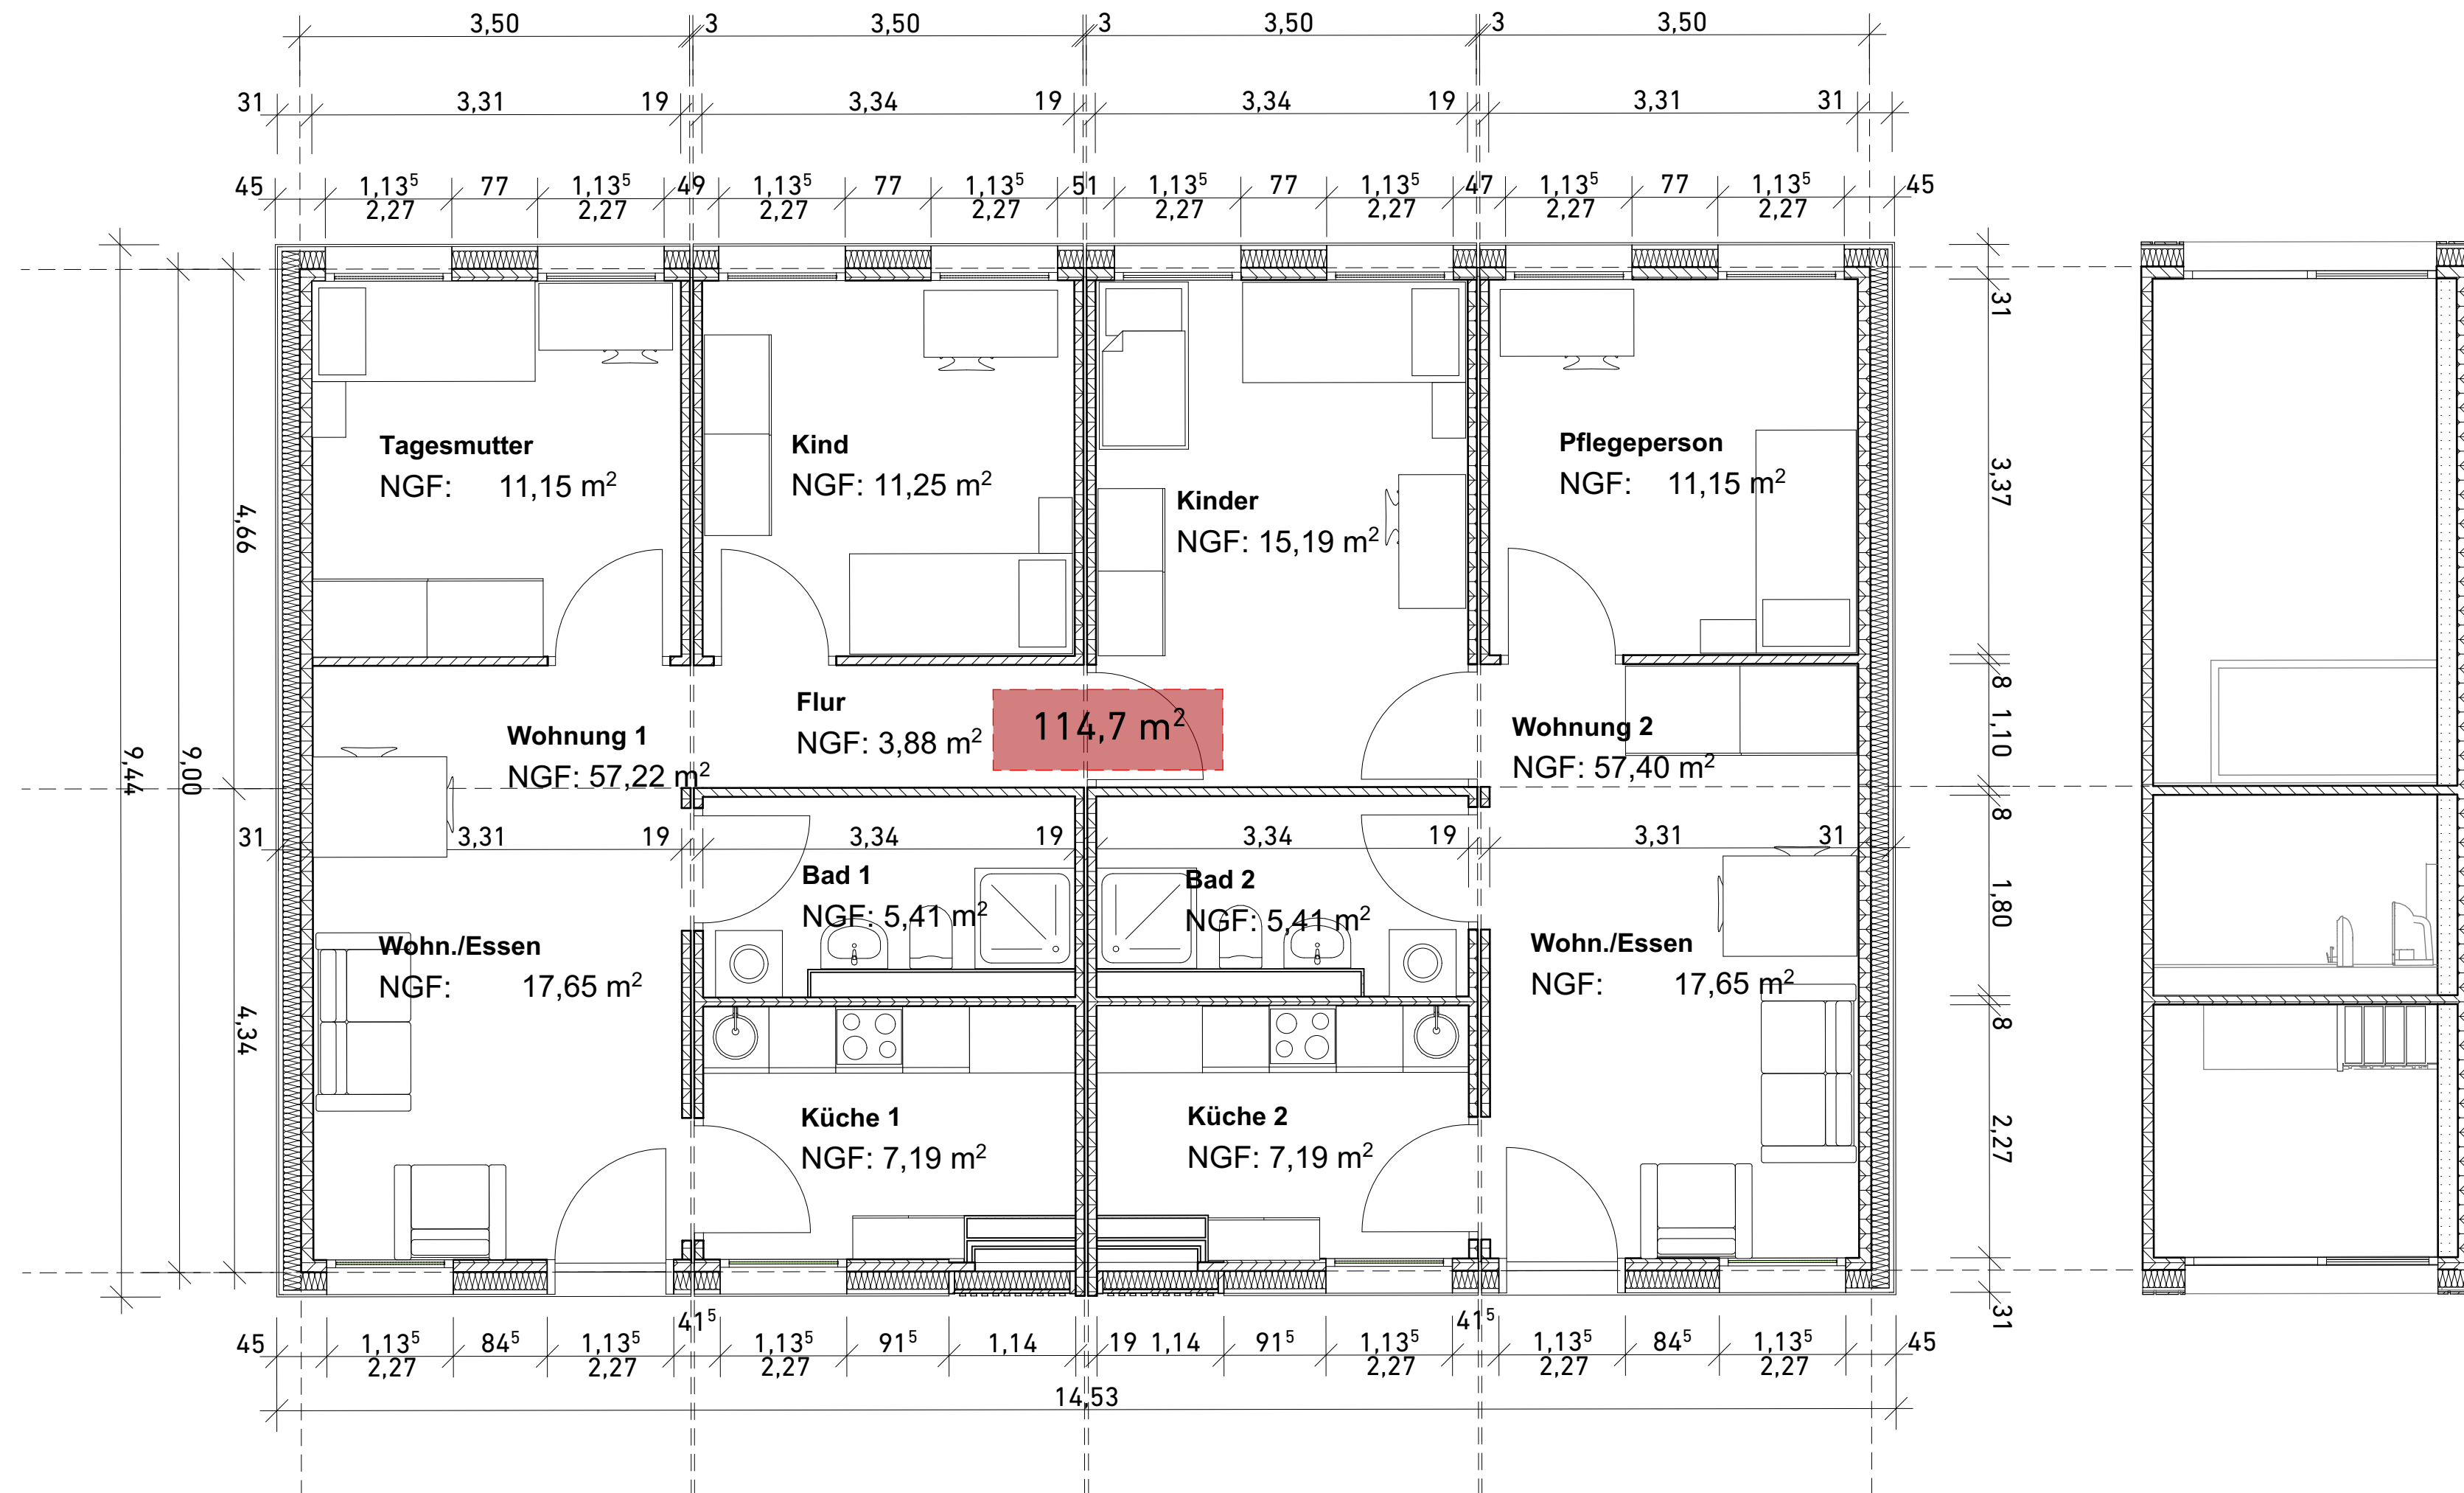 3,50 3 3,50 3 3,50 3 3,50
31 3,31 19 3,34 19 3,34 19 3,31 31
45 1,13⁵ 77 1,13⁵ 49 1,13⁵ 77 1,13⁵ 51 1,13⁵ 77 1,13⁵ 47 1,13⁵ 77 1,13⁵ 45
2,27 2,27 2,27 2,27 2,27 2,27 2,27 2,27
Tagesmutter
NGF: 11,15 m²
Kind
NGF: 11,25 m²
Kinder
NGF: 15,19 m²
Pflegeperson
NGF: 11,15 m²
4,66
9,44
9,00
4,34
Wohnung 1
NGF: 57,22 m²
Flur
NGF: 3,88 m²
114,7 m²
Wohnung 2
NGF: 57,40 m²
31 3,31 19 3,34 19 3,34 19 3,31 31
Bad 1
NGF: 5,41 m²
Bad 2
NGF: 5,41 m²
Wohn./Essen
NGF: 17,65 m²
Wohn./Essen
NGF: 17,65 m²
Küche 1
NGF: 7,19 m²
Küche 2
NGF: 7,19 m²
31
3,37
8
1,10
8
1,80
8
2,27
31
41⁵ 41⁵
45 1,13⁵ 84⁵ 1,13⁵ 1,13⁵ 91⁵ 1,14 19 1,14 91⁵ 1,13⁵ 1,13⁵ 84⁵ 1,13⁵ 45
2,27 2,27 2,27 2,27 2,27 2,27
14,53